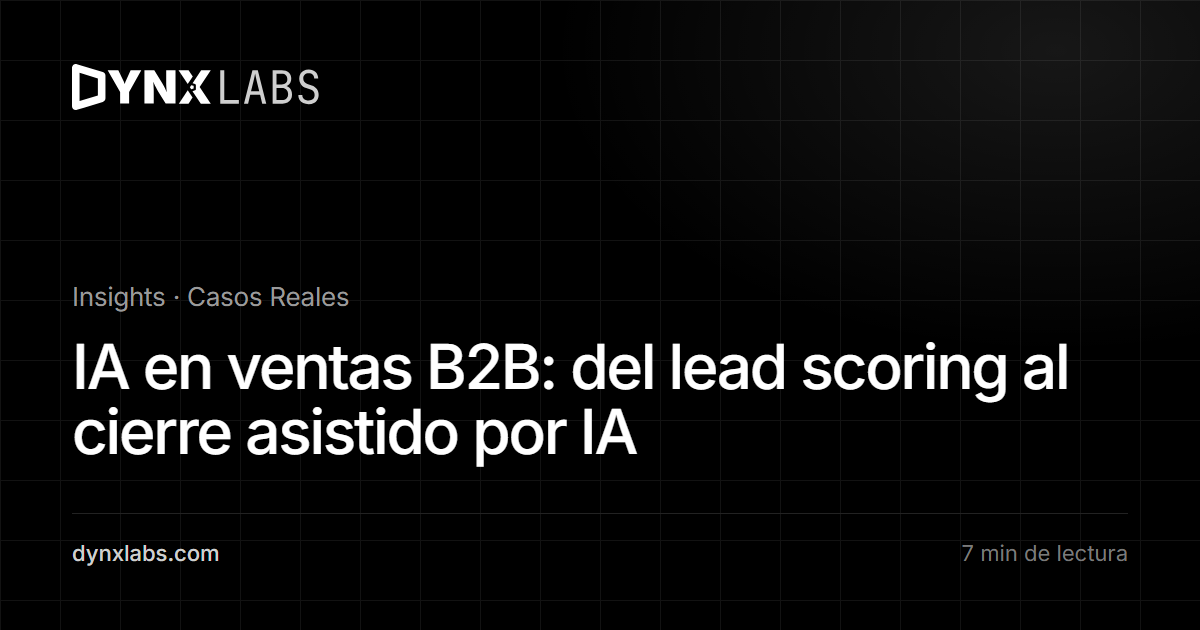 DYNX LABS
Insights · Casos Reales
IA en ventas B2B: del lead scoring al
cierre asistido por IA
dynxlabs.com
7 min de lectura